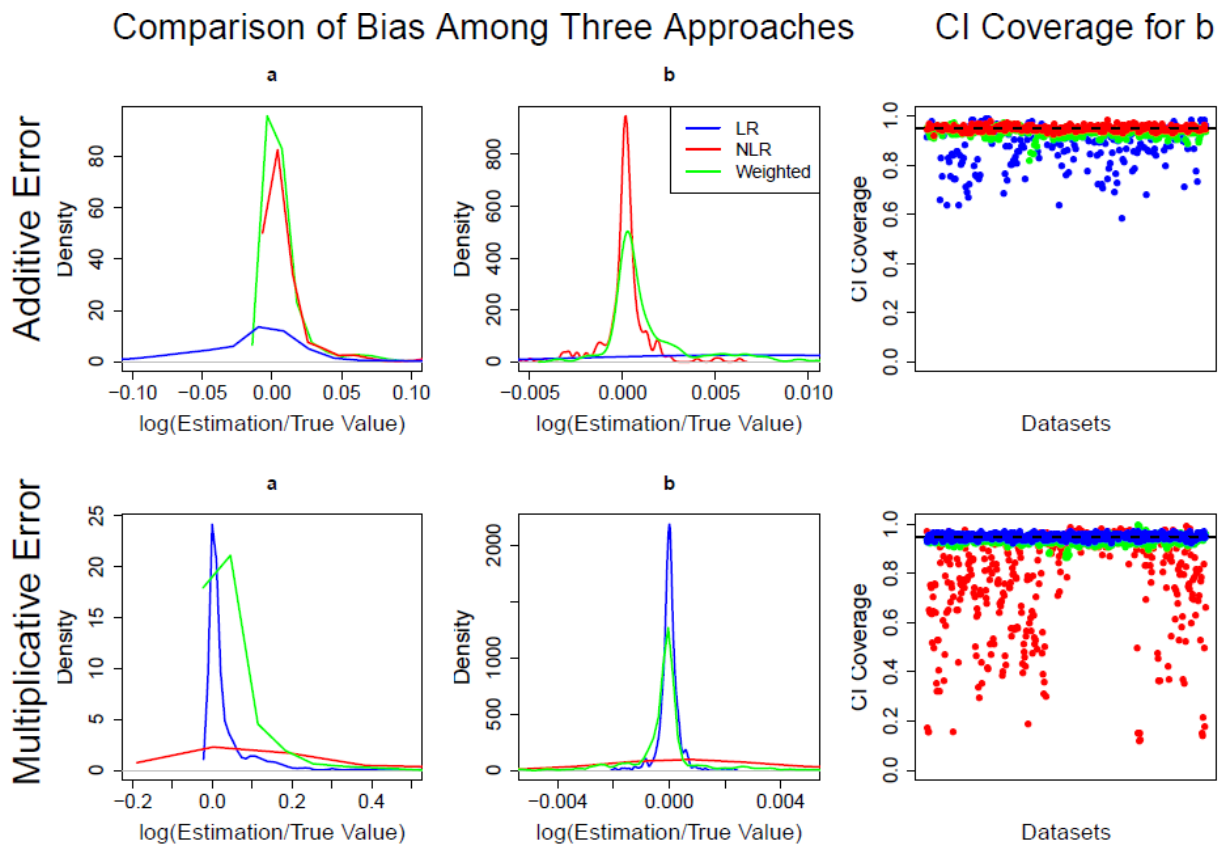 Comparison of Bias Among Three Approaches
CI Coverage for b
Additive Error
a
Density
0 20 40 60 80
−0.10 0.00 0.05 0.10
log(Estimation/True Value)
b
LR
NLR
Weighted
Density
0 200 400 600 800
−0.005 0.000 0.005 0.010
log(Estimation/True Value)
CI Coverage
0.0 0.2 0.4 0.6 0.8 1.0
Datasets
Multiplicative Error
a
Density
0 5 10 15 20 25
−0.2 0.0 0.2 0.4
log(Estimation/True Value)
b
Density
0 500 1000 2000
−0.004 0.000 0.004
log(Estimation/True Value)
CI Coverage
0.0 0.2 0.4 0.6 0.8 1.0
Datasets